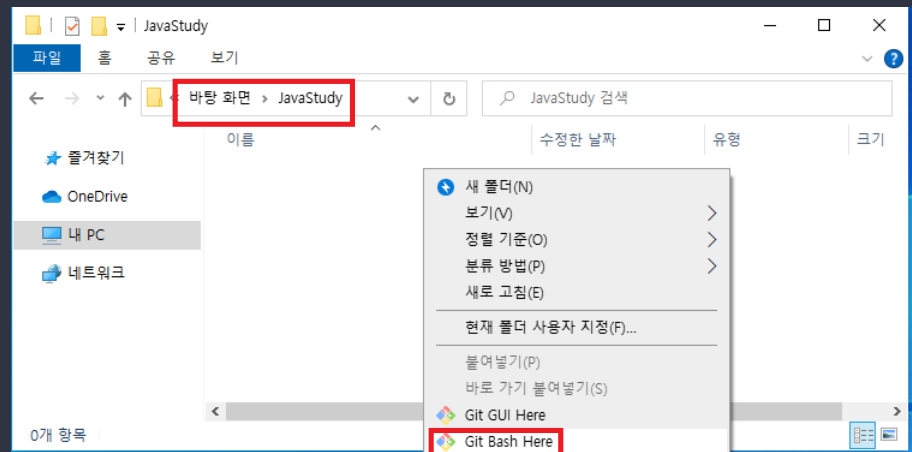 JavaStudy
파일 홈 공유 보기
« 바탕 화면 › JavaStudy
JavaStudy 검색
이름 수정한 날짜 유형 크기
즐겨찾기
OneDrive
내 PC
네트워크
새 폴더(N)
보기(V)
정렬 기준(O)
분류 방법(P)
새로 고침(E)
현재 폴더 사용자 지정(F)...
붙여넣기(P)
바로 가기 붙여넣기(S)
Git GUI Here
Git Bash Here
0개 항목